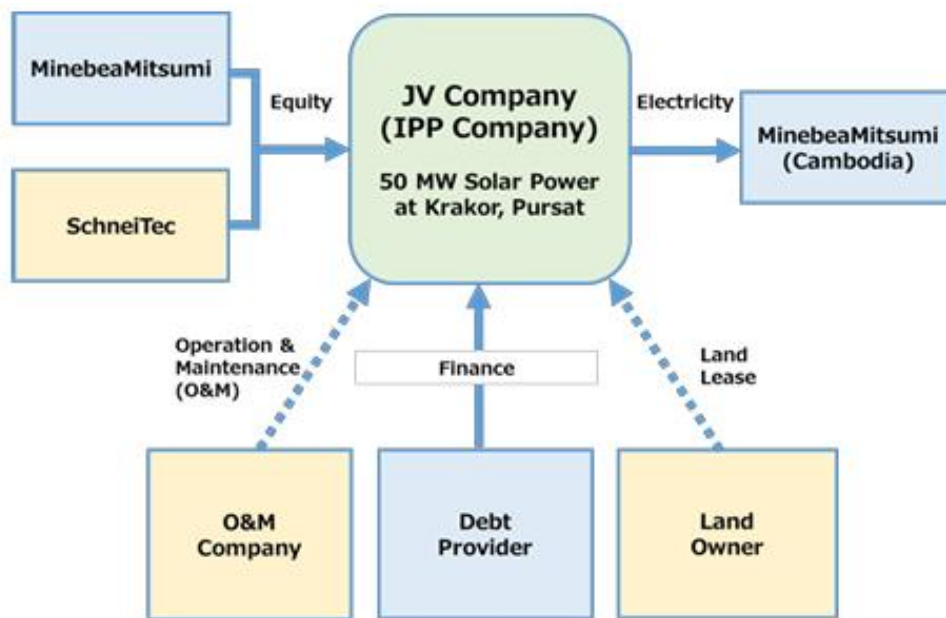 MinebeaMitsumi
SchneiTec
Equity
JV Company
(IPP Company)
50 MW Solar Power
at Krakor, Pursat
Electricity
MinebeaMitsumi
(Cambodia)
Operation &
Maintenance
(O&M)
Finance
Land
Lease
O&M
Company
Debt
Provider
Land
Owner